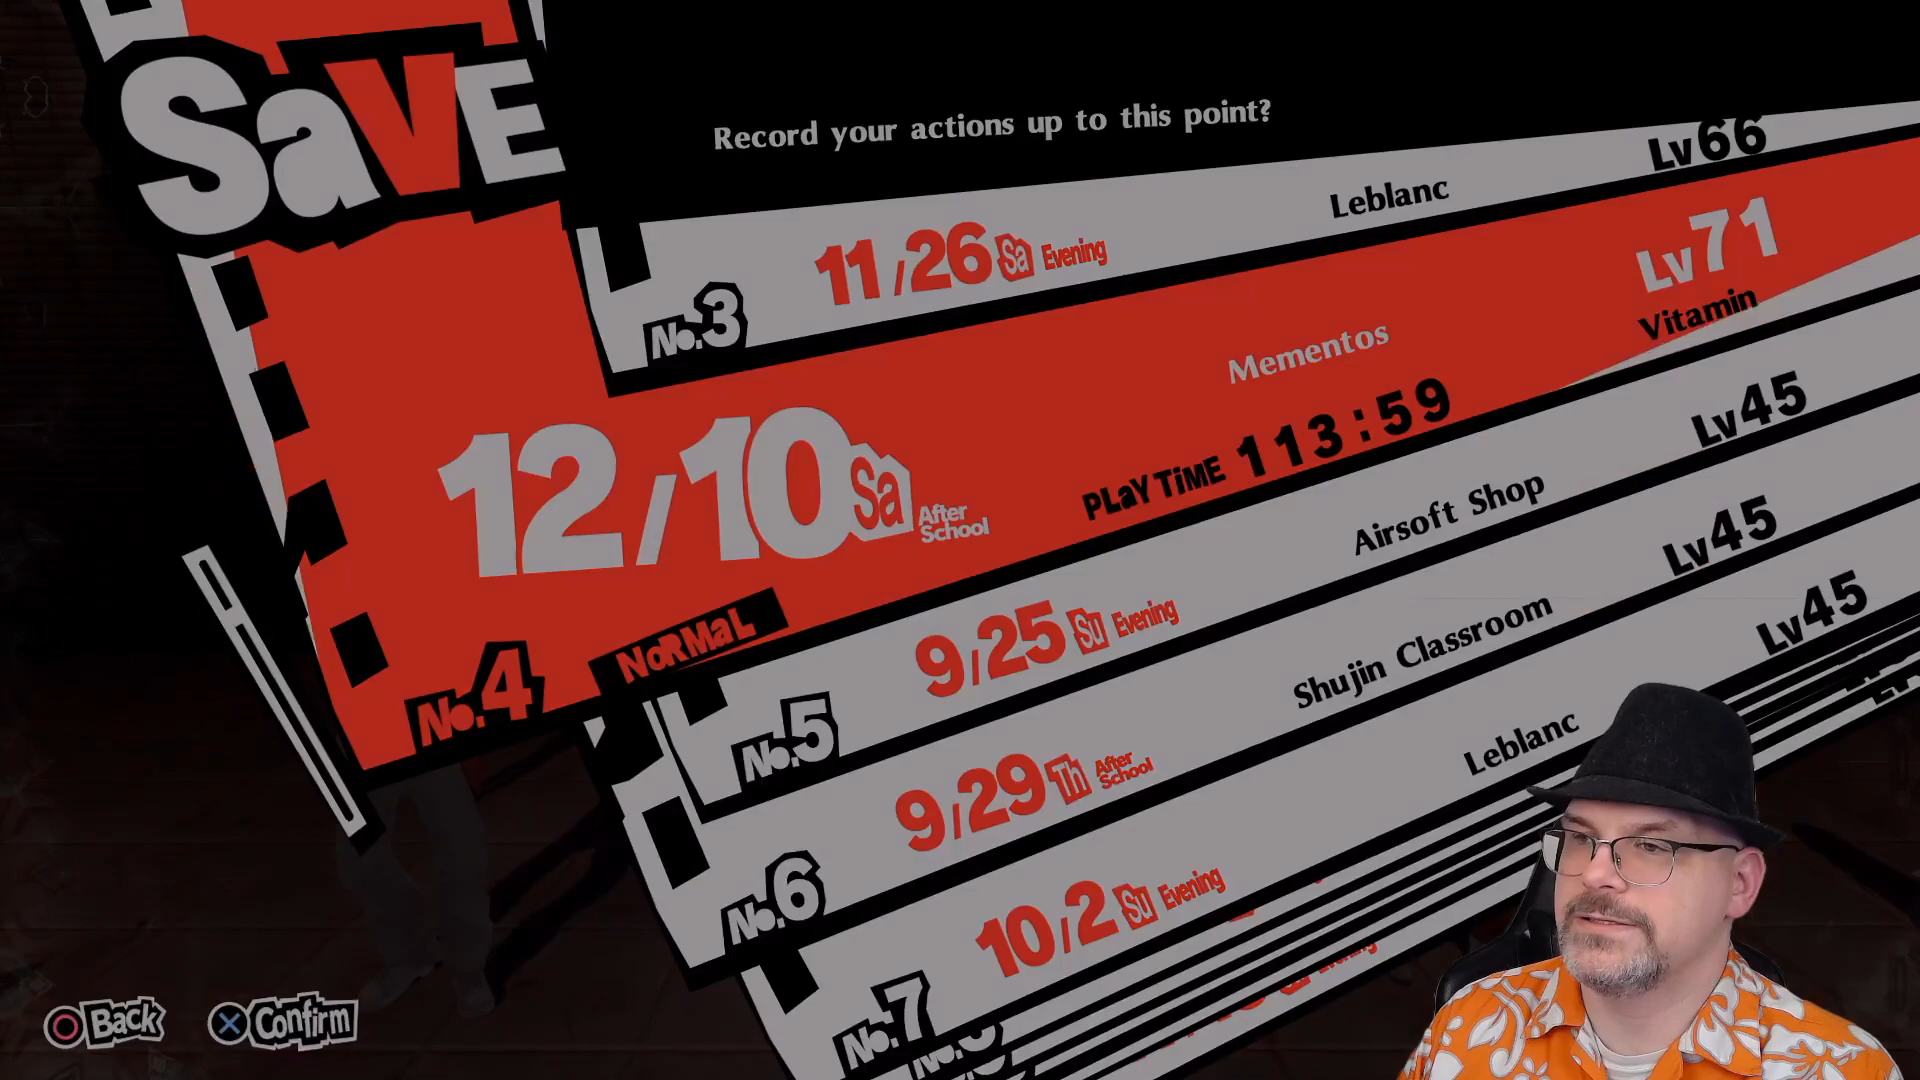 SaVE
Record your actions up to this point?
No.3 11/26 Sa Evening Leblanc Lv66
12/10 Sa After School Mementos Lv71
Vitamin
PLaY TiME 113:59
No.4 NoRMaL
No.5 9/25 Su Evening Airsoft Shop Lv45
No.6 9/29 Th After School Shujin Classroom Lv45
No.7 10/2 Su Evening Leblanc Lv45
Back Confirm